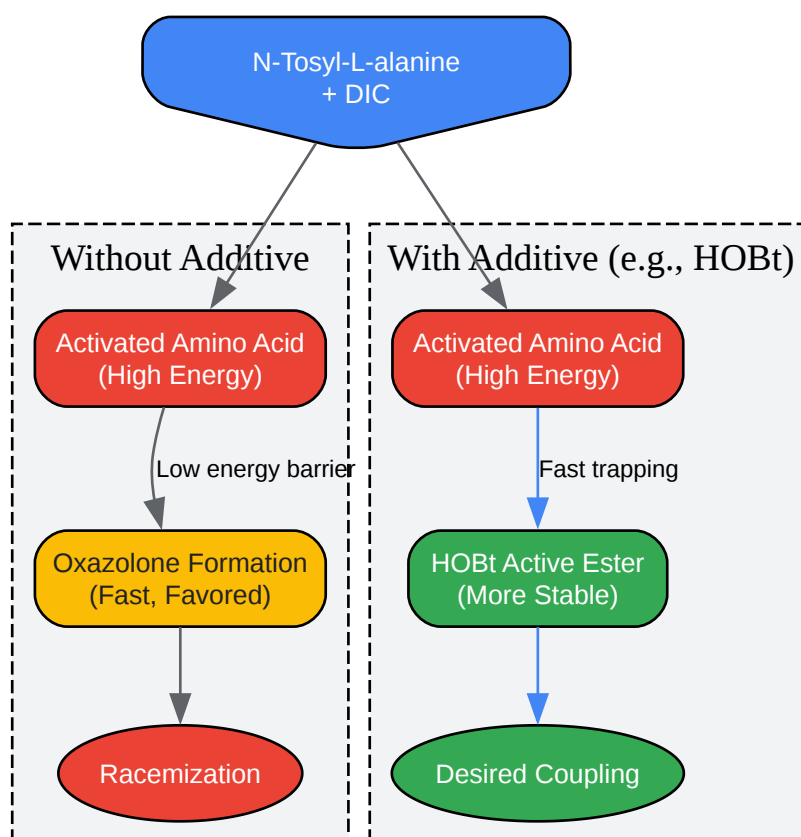 N-Tosyl-L-alanine
+ DIC
Without Additive
Activated Amino Acid
(High Energy)
Low energy barrier
Oxazolone Formation
(Fast, Favored)
Racemization
With Additive (e.g., HOBt)
Activated Amino Acid
(High Energy)
Fast trapping
HOBt Active Ester
(More Stable)
Desired Coupling